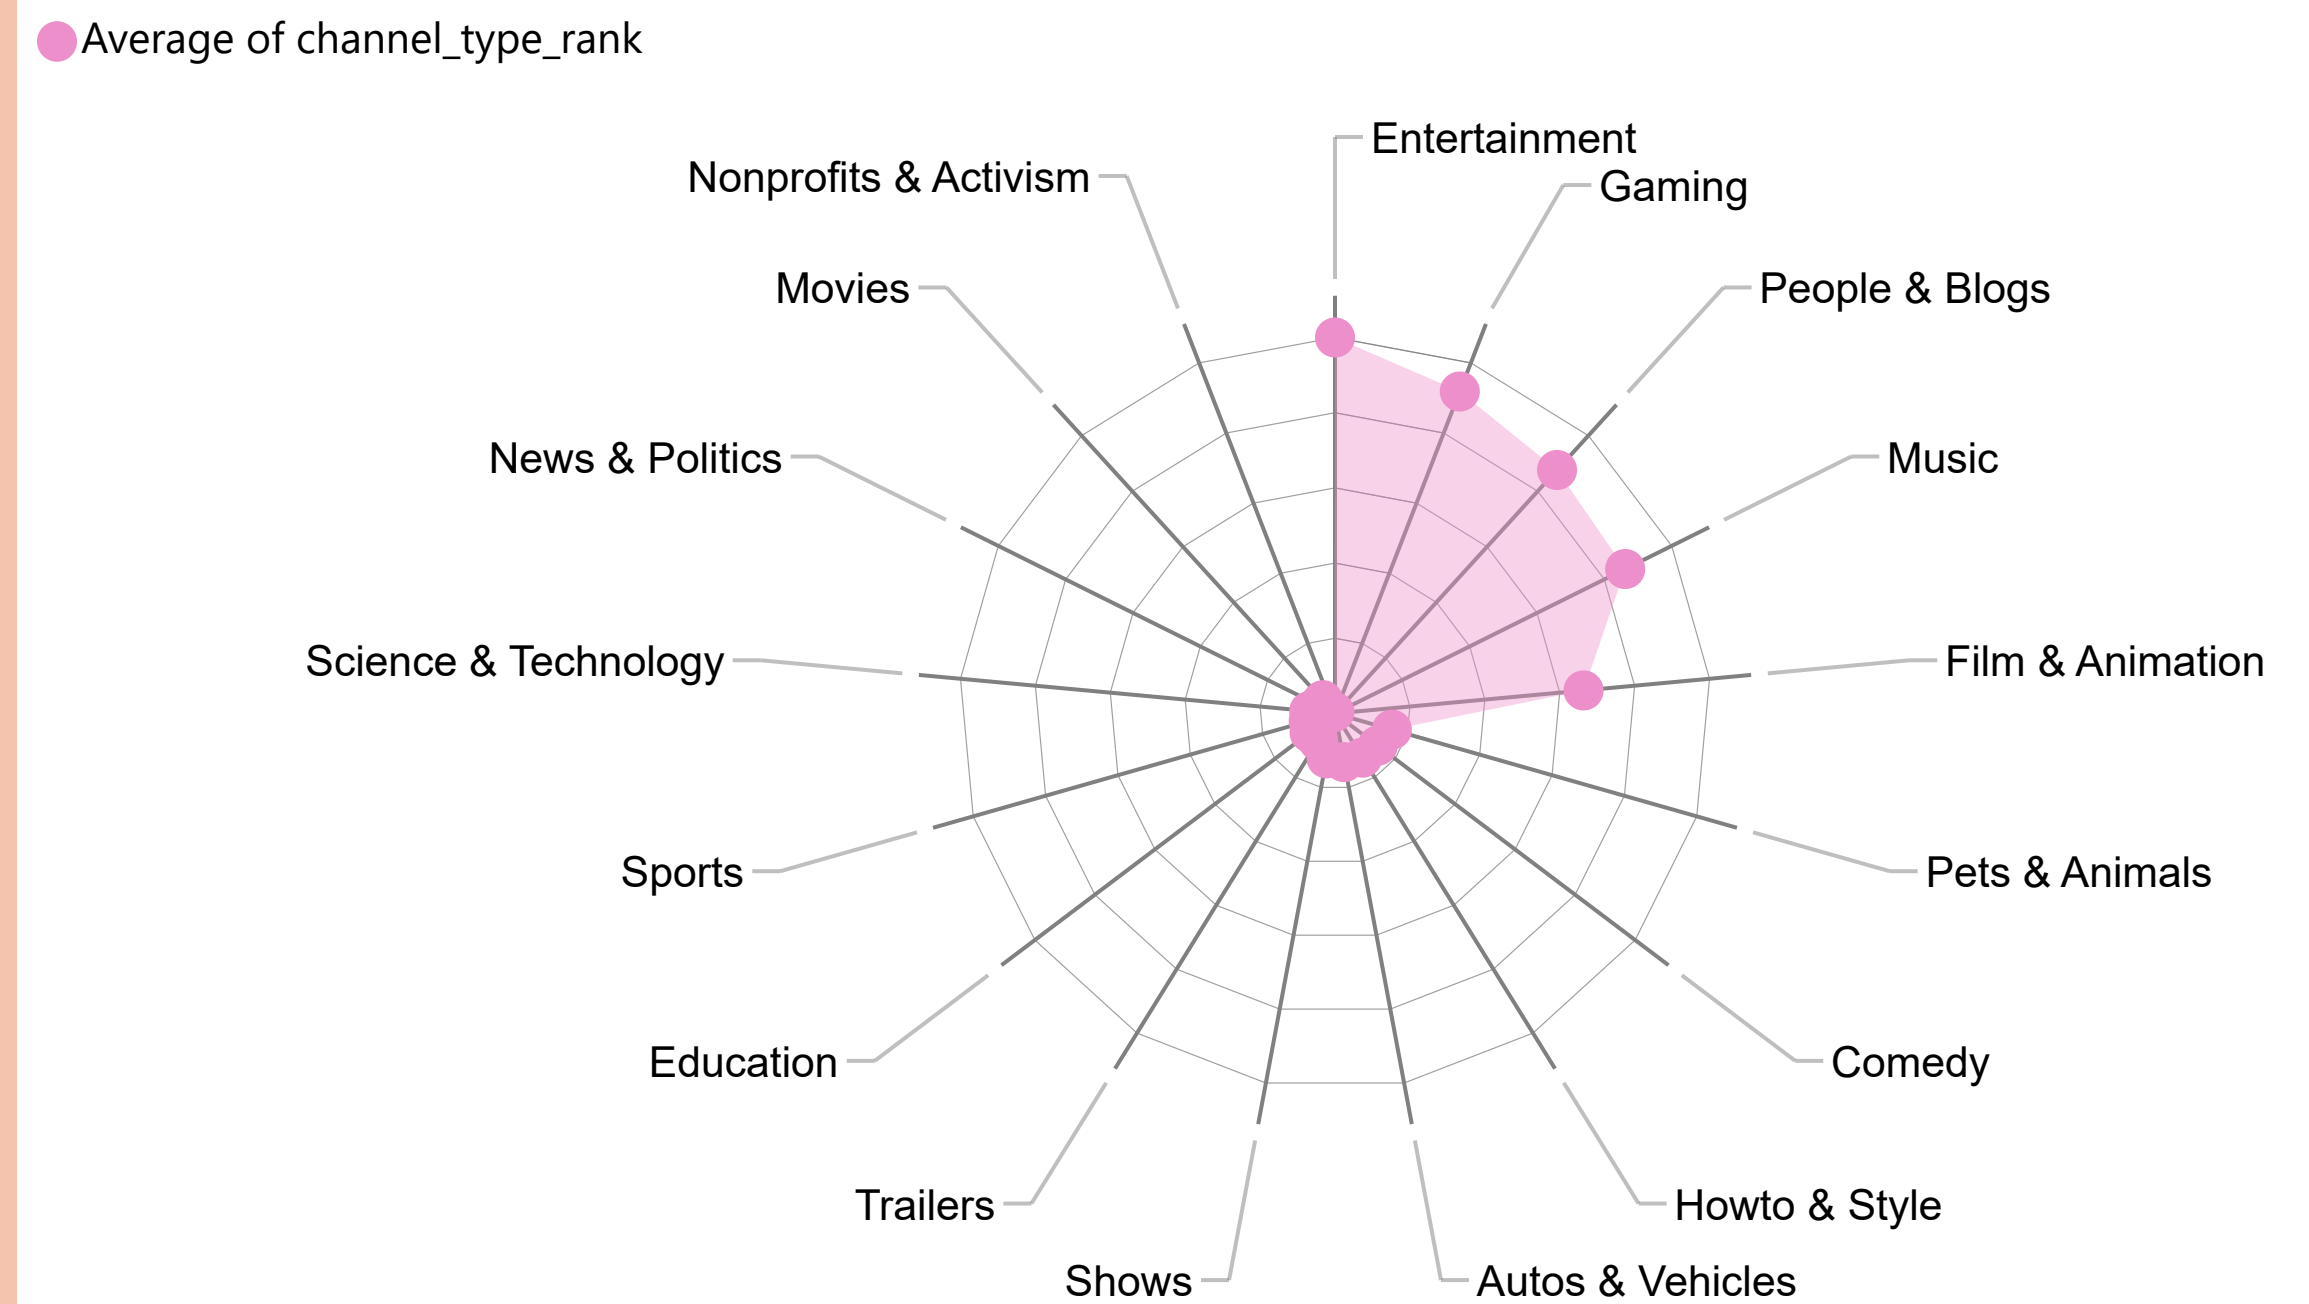 Average of channel_type_rank
Entertainment
Gaming
People & Blogs
Music
Film & Animation
Pets & Animals
Comedy
Howto & Style
Autos & Vehicles
Shows
Trailers
Education
Sports
Science & Technology
News & Politics
Movies
Nonprofits & Activism